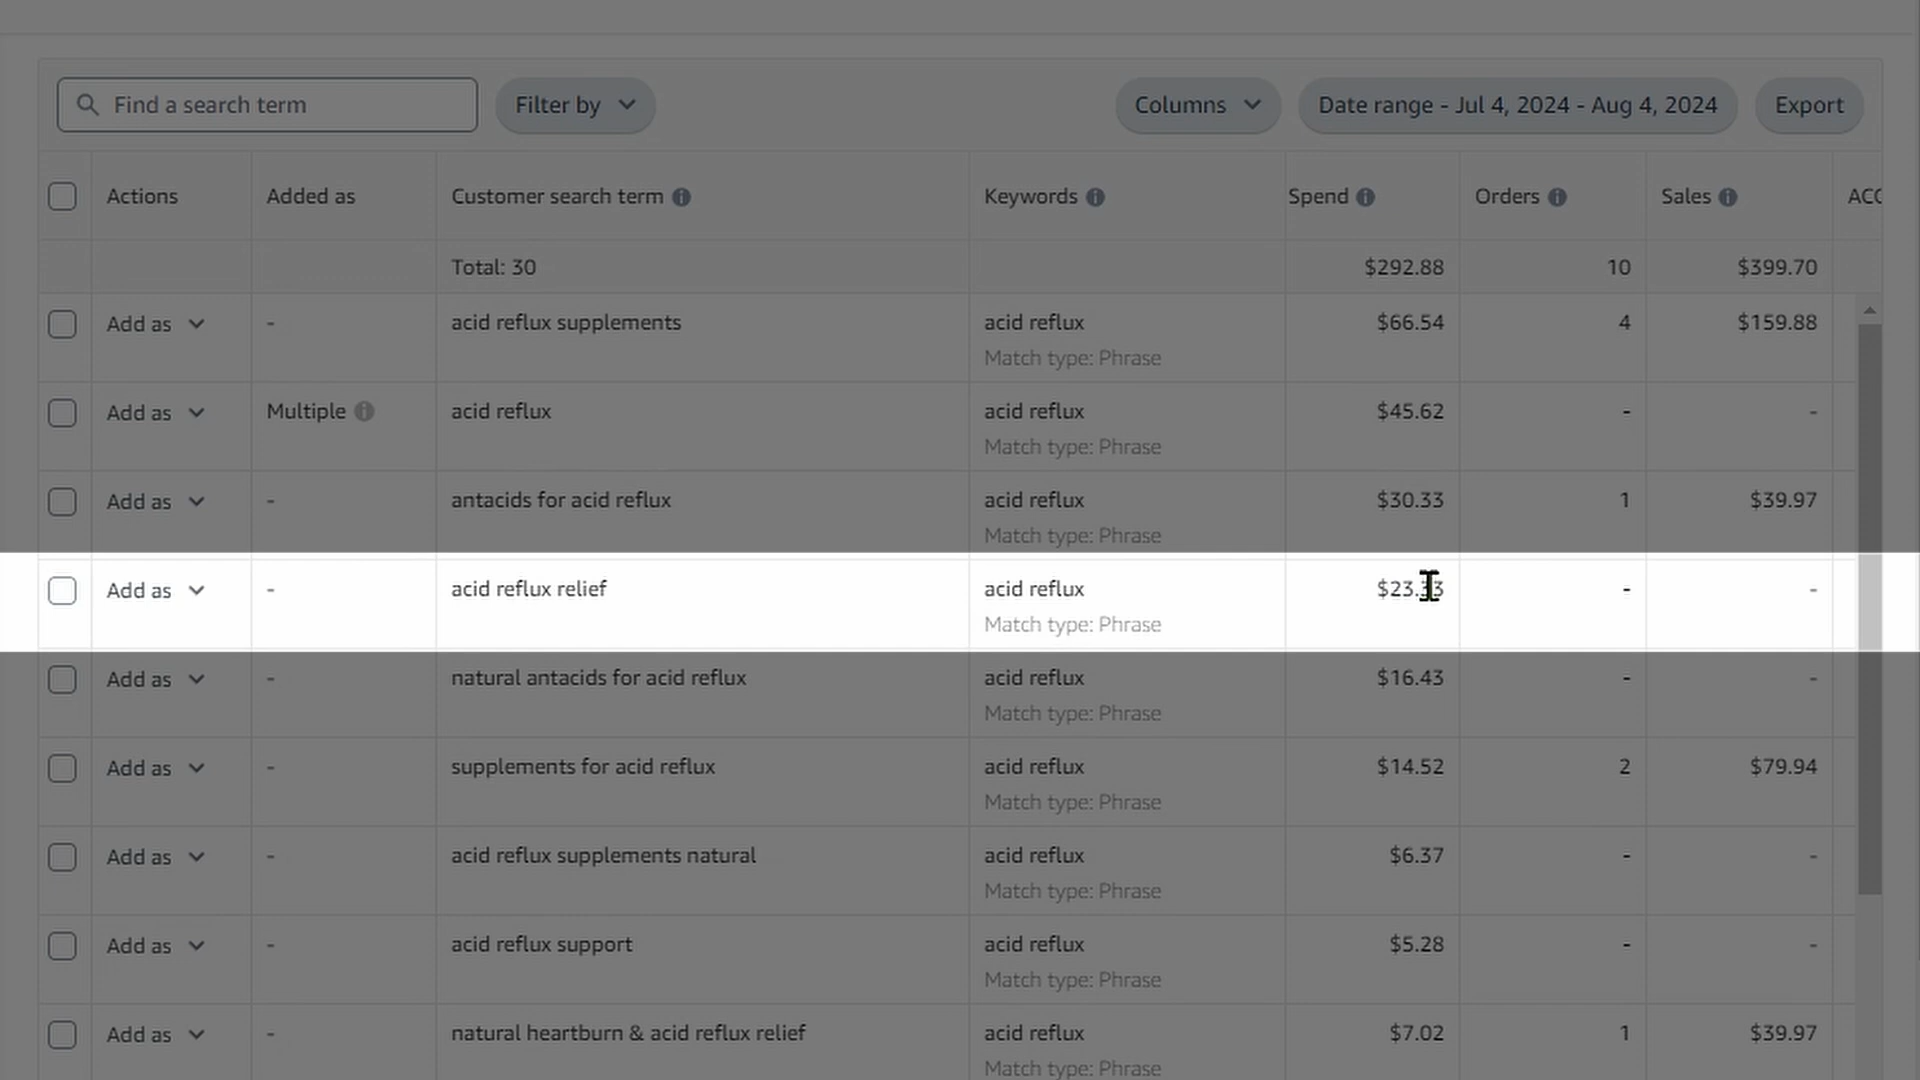 Find a search term Filter by Columns Date range - Jul 4, 2024 - Aug 4, 2024 Export
Actions Added as Customer search term Keywords Spend Orders Sales
Total: 30 $292.88 10 $399.70
Add as - acid reflux supplements acid reflux $66.54 4 $159.88
Match type: Phrase
Add as Multiple acid reflux acid reflux $45.62 - -
Match type: Phrase
Add as - antacids for acid reflux acid reflux $30.33 1 $39.97
Match type: Phrase
Add as - acid reflux relief acid reflux - -
Match type: Phrase
Add as - natural antacids for acid reflux acid reflux $16.43 - -
Match type: Phrase
Add as - supplements for acid reflux acid reflux $14.52 2 $79.94
Match type: Phrase
Add as - acid reflux supplements natural acid reflux $6.37 - -
Match type: Phrase
Add as - acid reflux support acid reflux $5.28 - -
Match type: Phrase
Add as - natural heartburn & acid reflux relief acid reflux $7.02 1 $39.97
Match type: Phrase